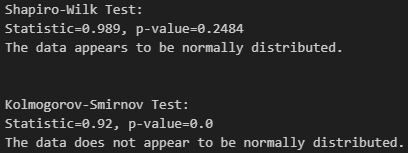 Shapiro-Wilk Test:
Statistic=0.989, p-value=0.2484
The data appears to be normally distributed.
Kolmogorov-Smirnov Test:
Statistic=0.92, p-value=0.0
The data does not appear to be normally distributed.